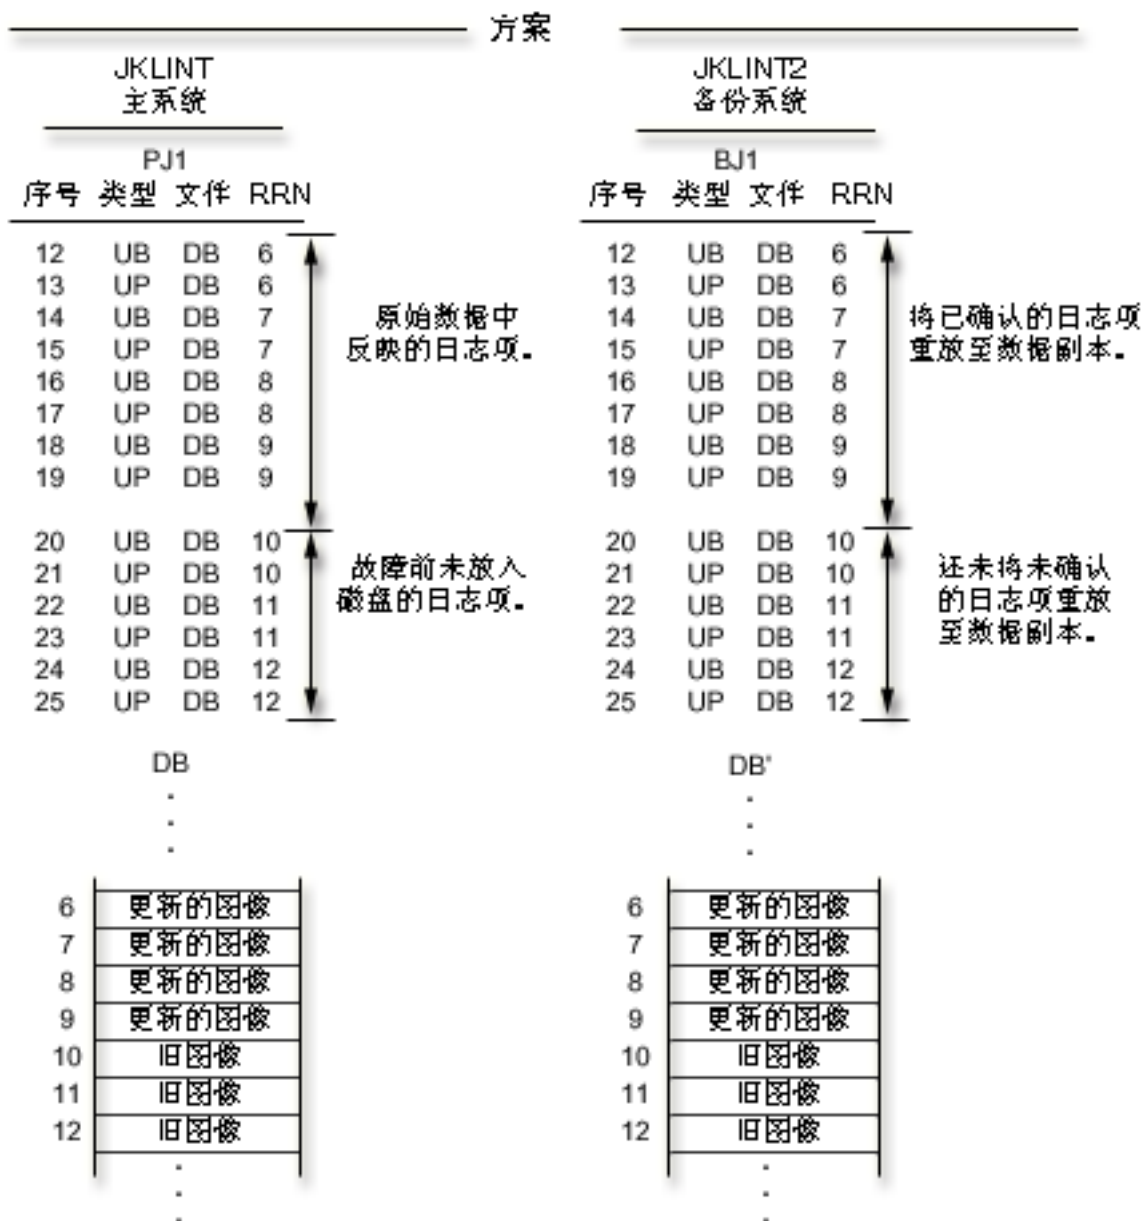 方案
JKLINT
主系统
PJ1
序号 类型 文件 RRN
12 UB DB 6
13 UP DB 6
14 UB DB 7
15 UP DB 7
16 UB DB 8
17 UP DB 8
18 UB DB 9
19 UP DB 9
20 UB DB 10
21 UP DB 10
22 UB DB 11
23 UP DB 11
24 UB DB 12
25 UP DB 12
原始数据中
反映的日志项。
故障前未放入
磁盘的日志项。
DB
6 更新的图像
7 更新的图像
8 更新的图像
9 更新的图像
10 旧图像
11 旧图像
12 旧图像
JKLINT2
备份系统
BJ1
序号 类型 文件 RRN
12 UB DB 6
13 UP DB 6
14 UB DB 7
15 UP DB 7
16 UB DB 8
17 UP DB 8
18 UB DB 9
19 UP DB 9
20 UB DB 10
21 UP DB 10
22 UB DB 11
23 UP DB 11
24 UB DB 12
25 UP DB 12
将已确认的日志项
重放至数据副本。
还未将未确认
的日志项重放
至数据副本。
DB'
6 更新的图像
7 更新的图像
8 更新的图像
9 更新的图像
10 旧图像
11 旧图像
12 旧图像